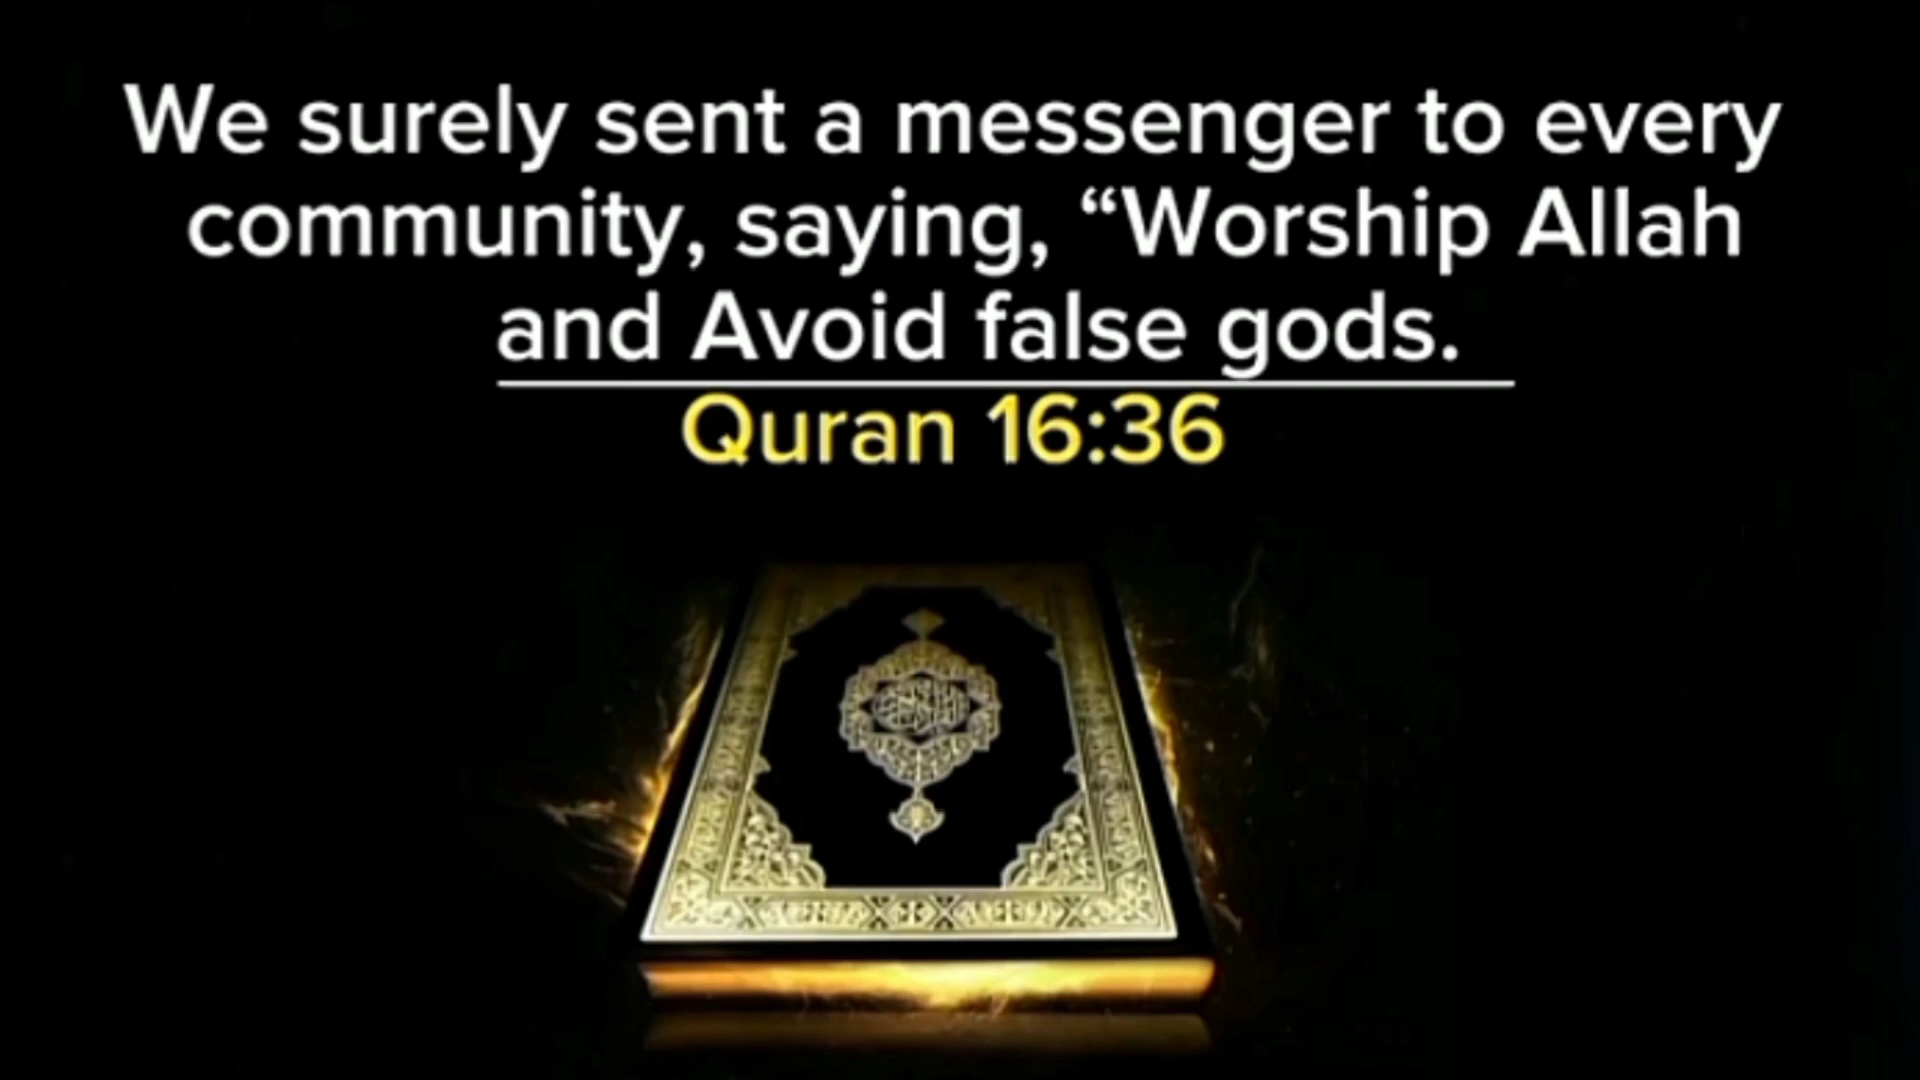 We surely sent a messenger to every
community, saying, “Worship Allah
and Avoid false gods.
Quran 16:36